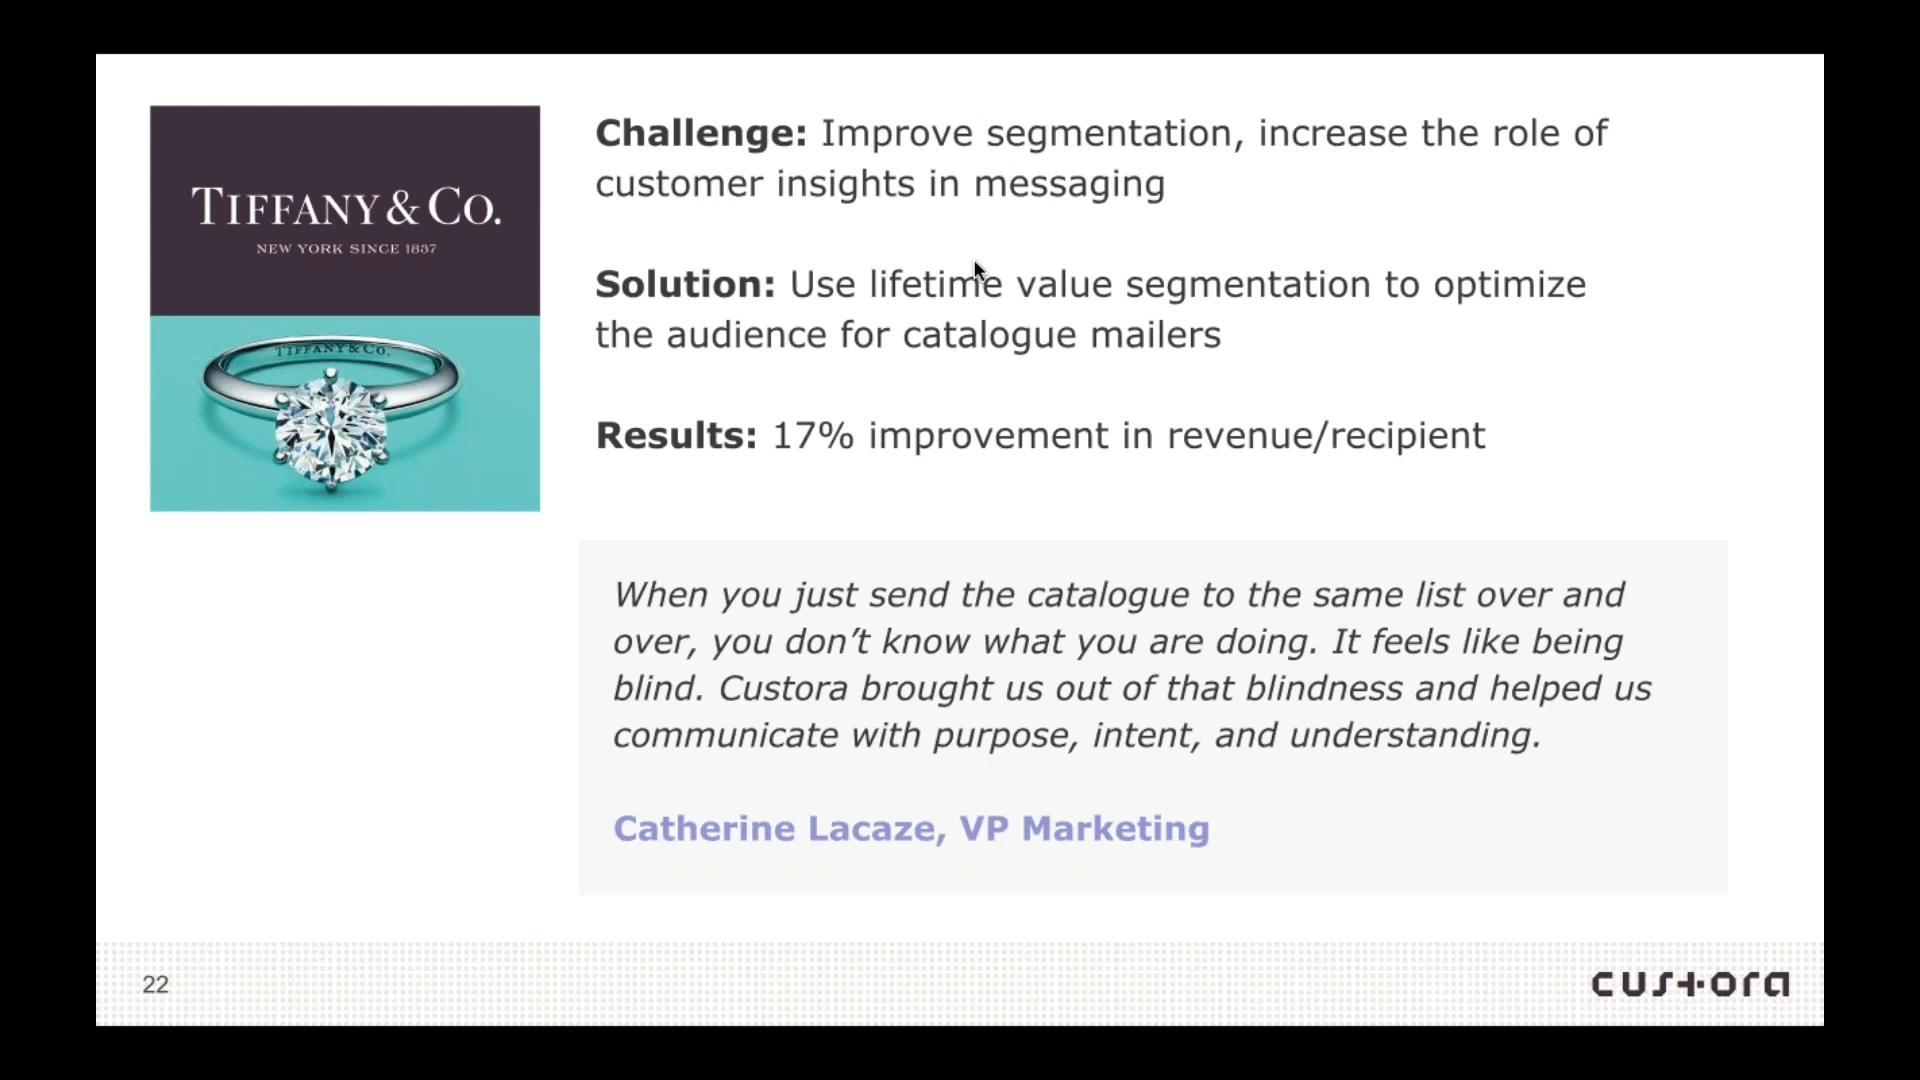 TIFFANY & CO.
NEW YORK SINCE 1837
TIFFANY & CO.
Challenge: Improve segmentation, increase the role of
customer insights in messaging
Solution: Use lifetime value segmentation to optimize
the audience for catalogue mailers
Results: 17% improvement in revenue/recipient
When you just send the catalogue to the same list over and
over, you don’t know what you are doing. It feels like being
blind. Custora brought us out of that blindness and helped us
communicate with purpose, intent, and understanding.
Catherine Lacaze, VP Marketing
22
custora